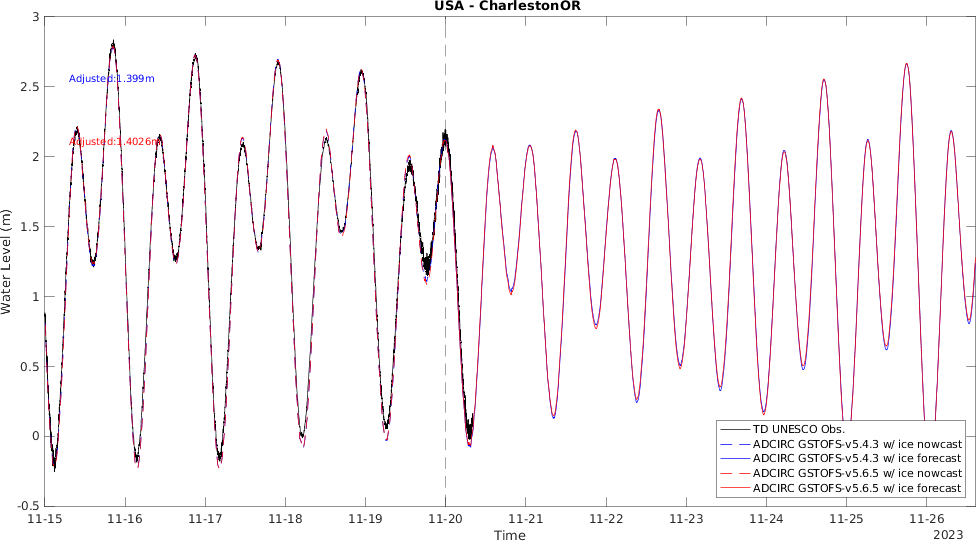 USA - CharlestonOR
3
2.5
2
1.5
1
0.5
0
-0.5
Water Level (m)
Adjusted:1.399m
Adjusted:1.4026m
TD UNESCO Obs.
ADCIRC GSTOFS-v5.4.3 w/ ice nowcast
ADCIRC GSTOFS-v5.4.3 w/ ice forecast
ADCIRC GSTOFS-v5.6.5 w/ ice nowcast
ADCIRC GSTOFS-v5.6.5 w/ ice forecast
11-15 11-16 11-17 11-18 11-19 11-20 11-21 11-22 11-23 11-24 11-25 11-26
Time
2023